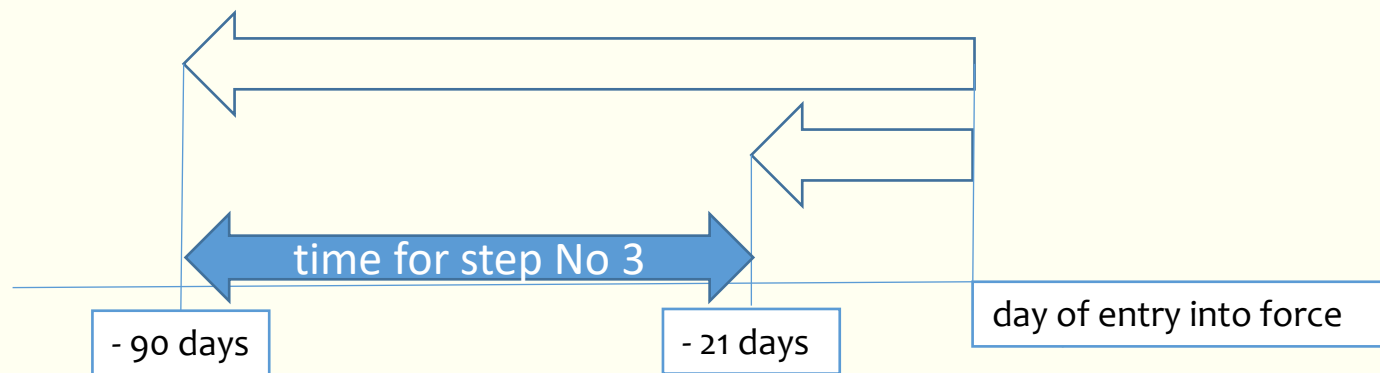 time for step No 3
day of entry into force
- 90 days
- 21 days